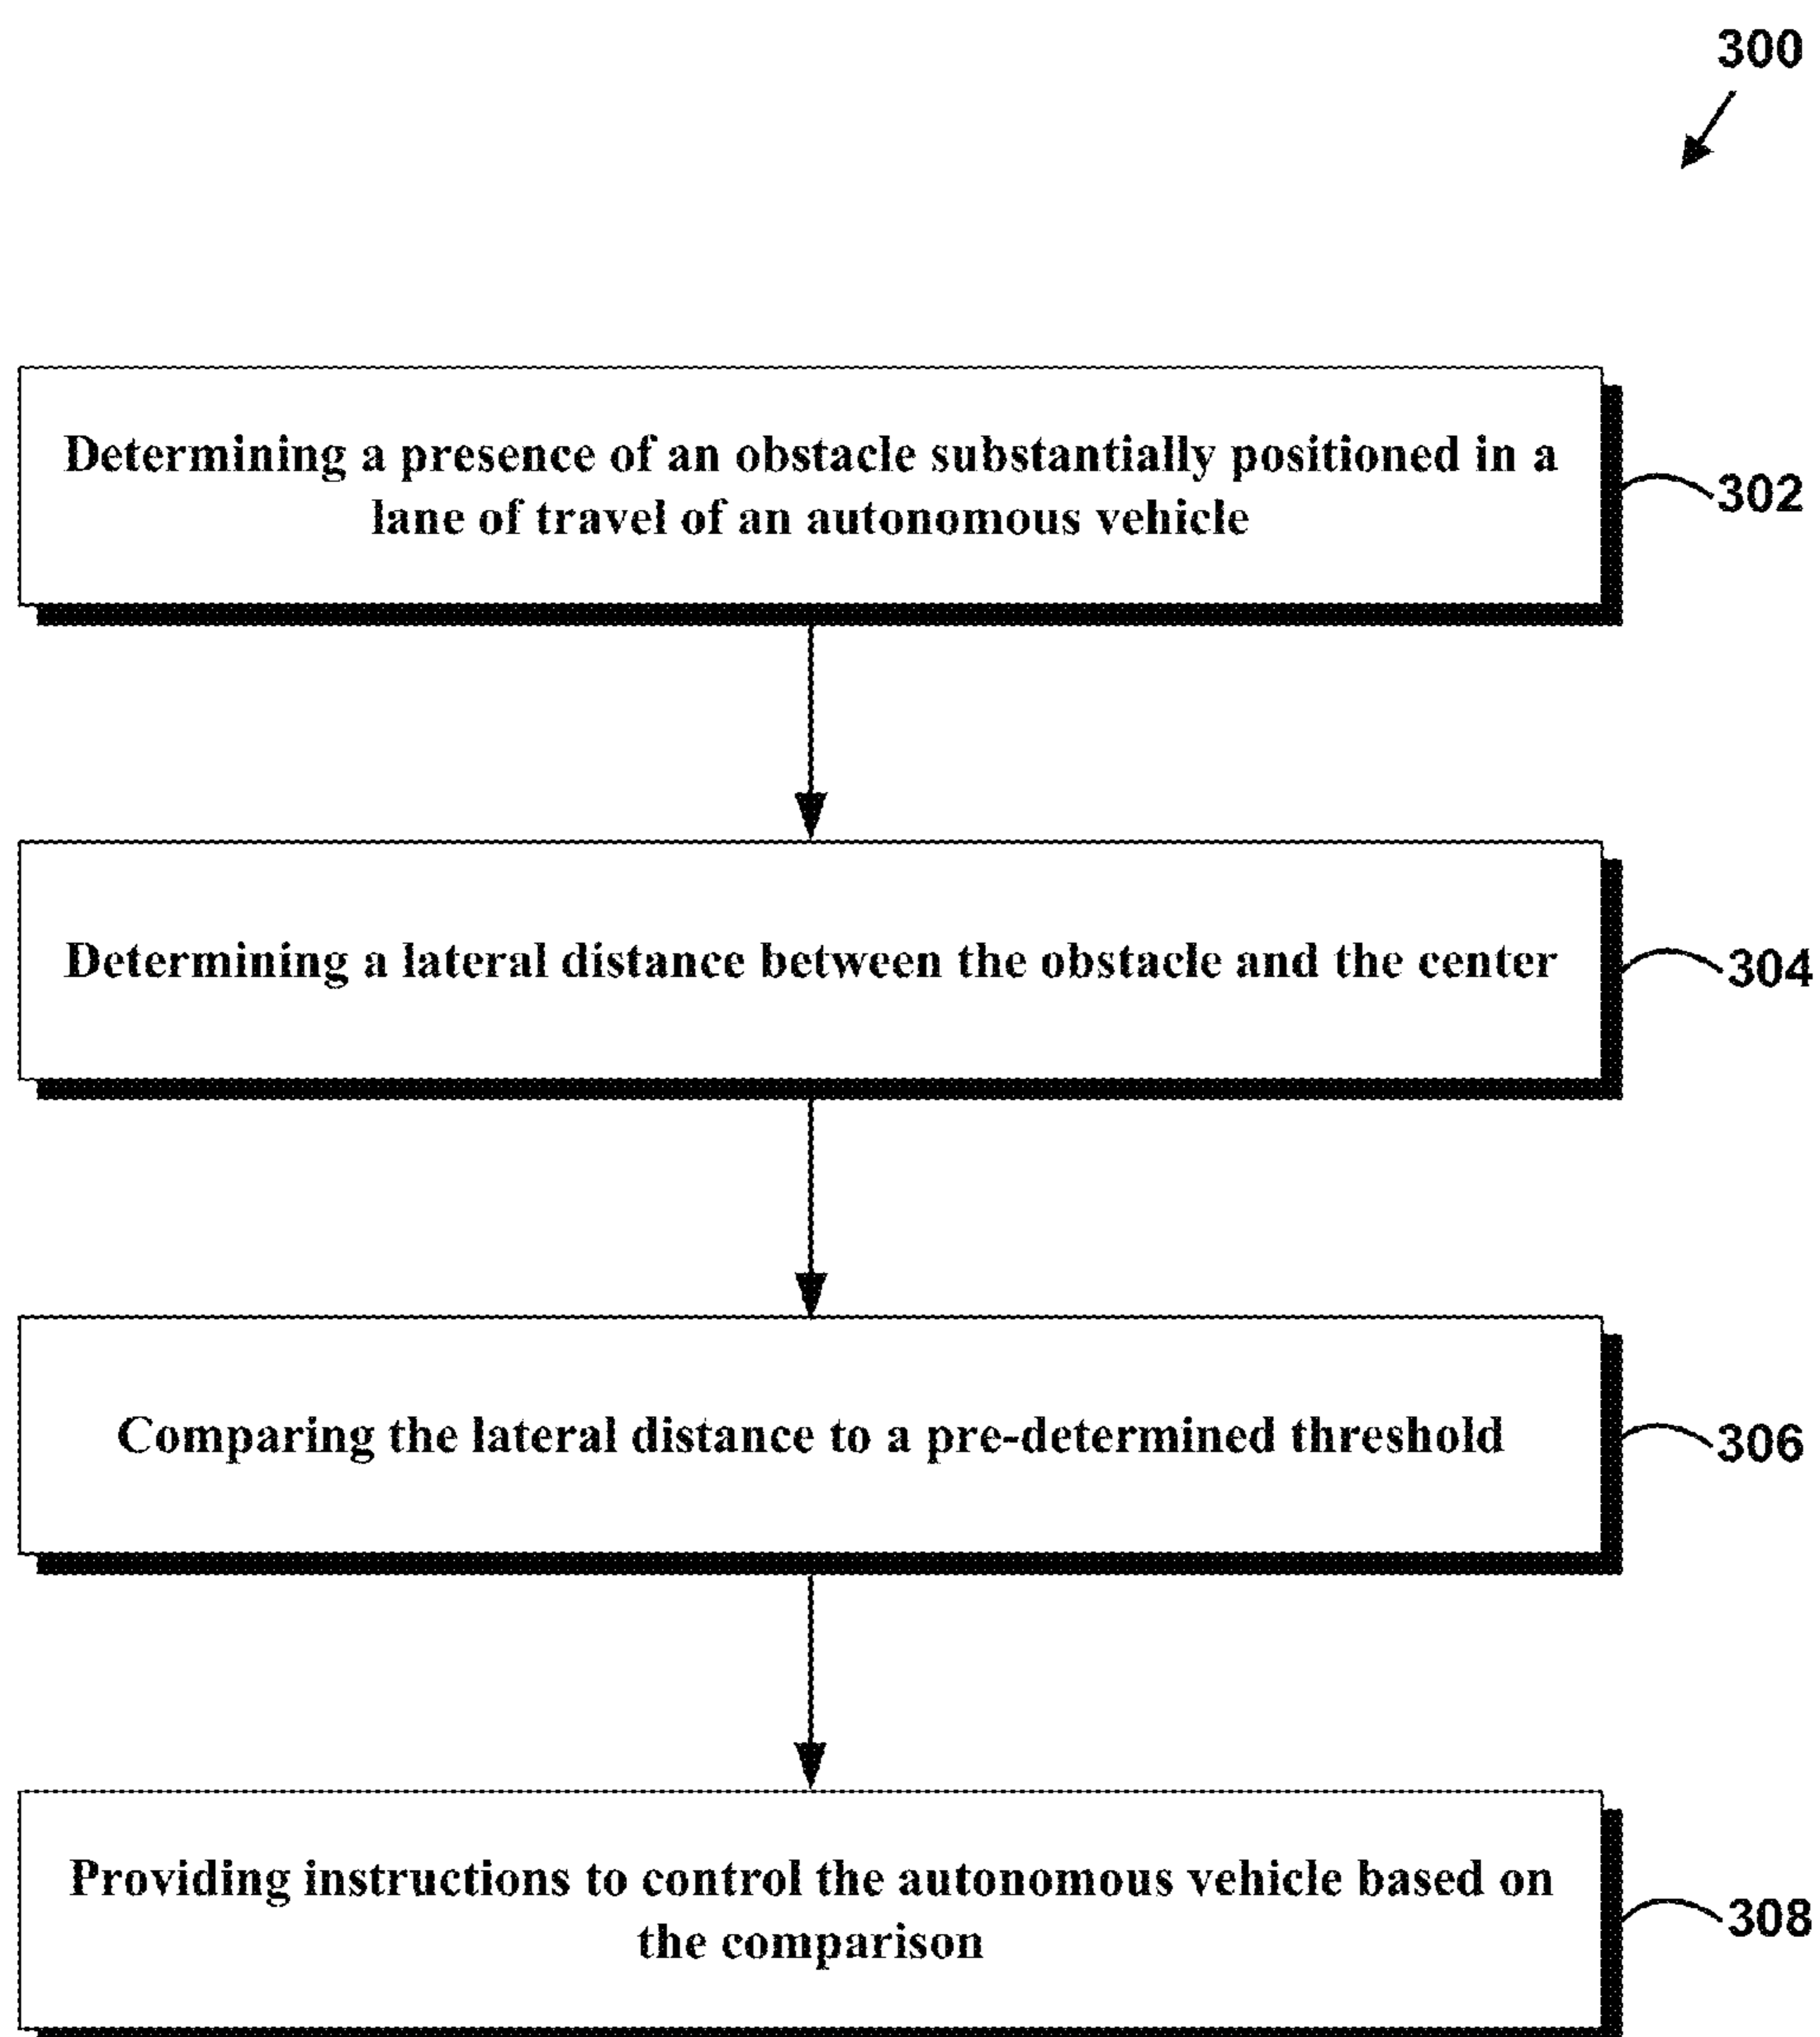 300
Determining a presence of an obstacle substantially positioned in a
lane of travel of an autonomous vehicle
302
Determining a lateral distance between the obstacle and the center
304
Comparing the lateral distance to a pre-determined threshold
306
Providing instructions to control the autonomous vehicle based on
the comparison
308